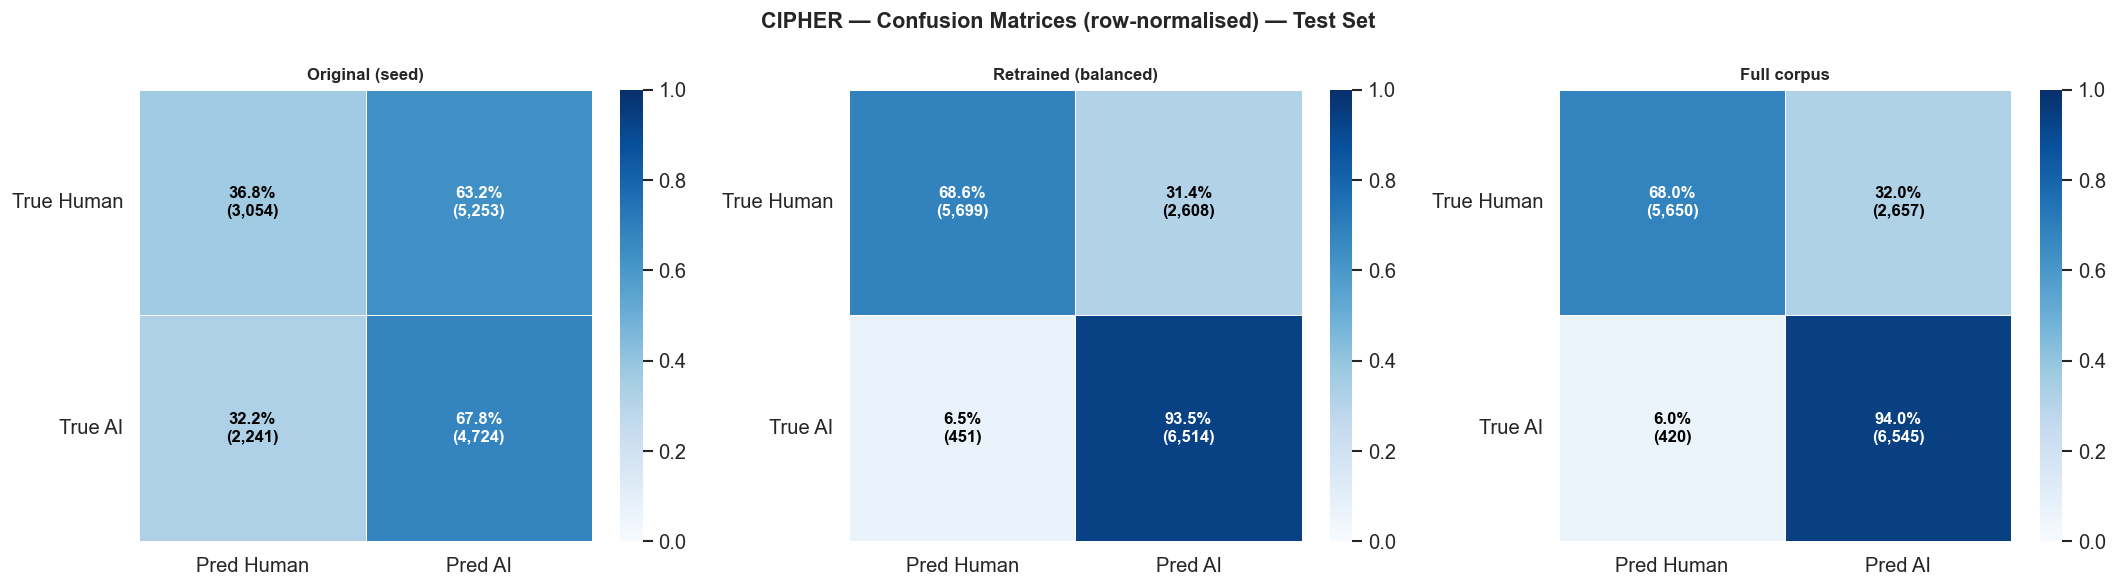 CIPHER — Confusion Matrices (row-normalised) — Test Set
Original (seed)
True Human
True AI
36.8%
(3,054)
63.2%
(5,253)
32.2%
(2,241)
67.8%
(4,724)
Pred Human
Pred AI
1.0
0.8
0.6
0.4
0.2
0.0
Retrained (balanced)
True Human
True AI
68.6%
(5,699)
31.4%
(2,608)
6.5%
(451)
93.5%
(6,514)
Pred Human
Pred AI
1.0
0.8
0.6
0.4
0.2
0.0
Full corpus
True Human
True AI
68.0%
(5,650)
32.0%
(2,657)
6.0%
(420)
94.0%
(6,545)
Pred Human
Pred AI
1.0
0.8
0.6
0.4
0.2
0.0